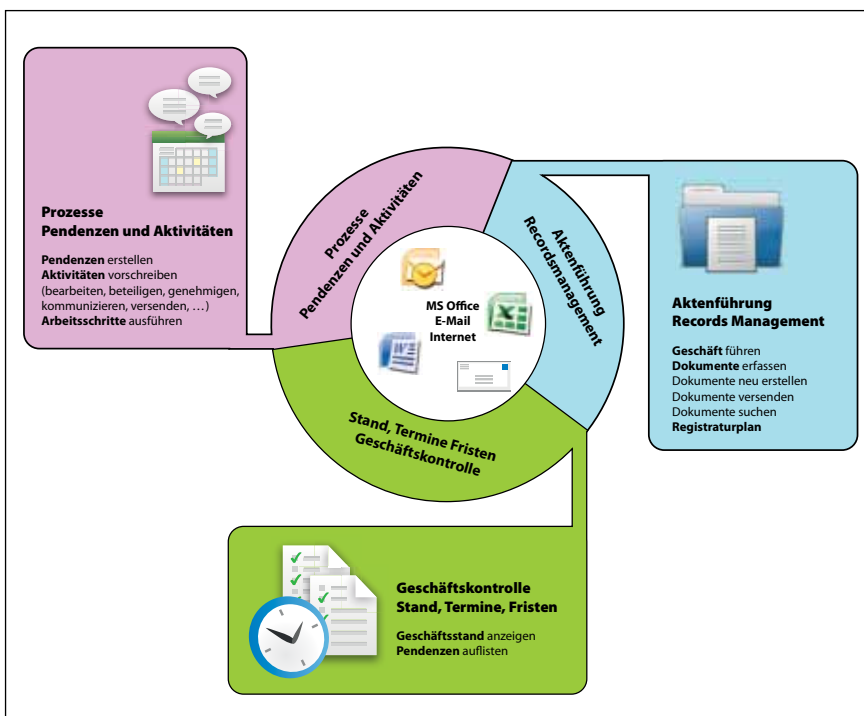 Prozesse
Pendenzen und Aktivitäten
Pendenzen erstellen
Aktivitäten vorschreiben
(bearbeiten, beteiligen, genehmigen,
kommunizieren, versenden, …)
Arbeitsschritte ausführen
Prozesse
Pendenzen und Aktivitäten
Aktenführung
Recordsmanagement
MS Office
E-Mail
Internet
Stand, Termine Fristen
Geschäftskontrolle
Aktenführung
Records Management
Geschäft führen
Dokumente erfassen
Dokumente neu erstellen
Dokumente versenden
Dokumente suchen
Registraturplan
Geschäftskontrolle
Stand, Termine, Fristen
Geschäftsstand anzeigen
Pendenzen auflisten